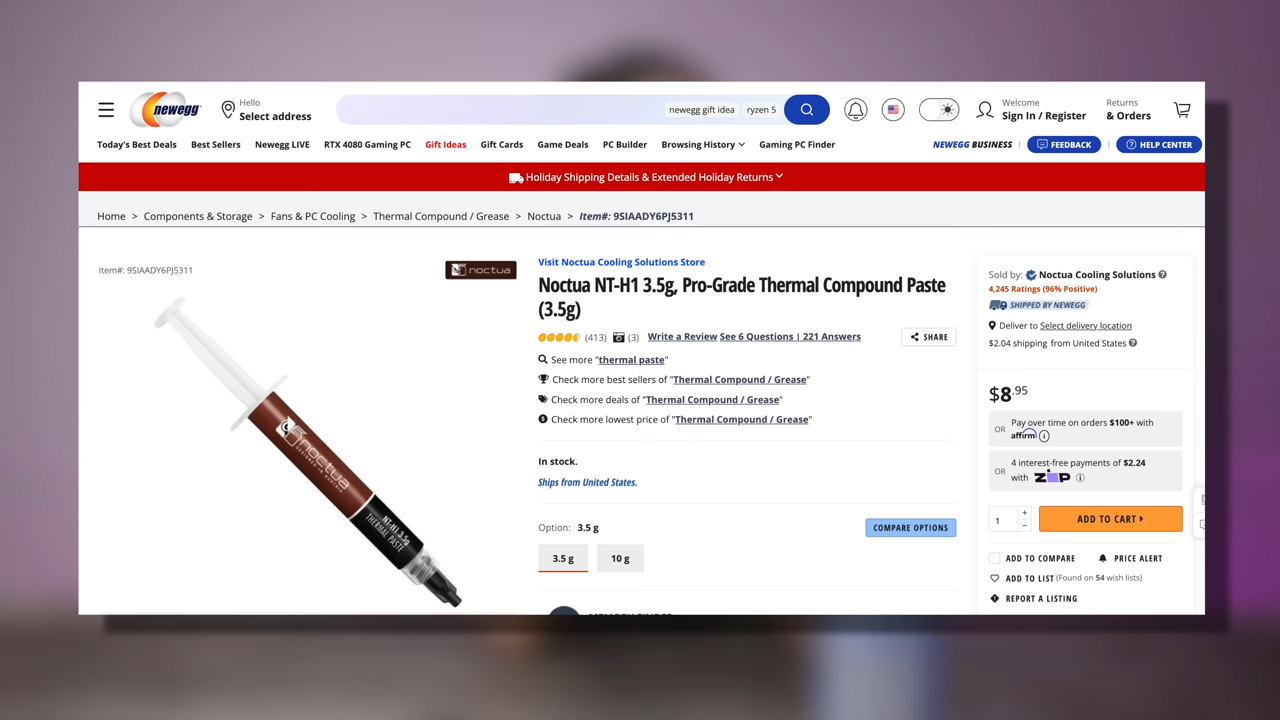 newegg
Hello
Select address
newegg gift idea
ryzen 5
Welcome
Sign In / Register
Returns
& Orders
Today's Best Deals
Best Sellers
Newegg LIVE
RTX 4080 Gaming PC
Gift Ideas
Gift Cards
Game Deals
PC Builder
Browsing History
Gaming PC Finder
NEWEGG BUSINESS
FEEDBACK
HELP CENTER
Holiday Shipping Details & Extended Holiday Returns
Home > Components & Storage > Fans & PC Cooling > Thermal Compound / Grease > Noctua > Item#: 9SIAADY6PJ5311
Item#: 9SIAADY6PJ5311
noctua
noctua
DESIGNED IN AUSTRIA
NT-H1 3.5g
THERMAL PASTE
Visit Noctua Cooling Solutions Store
Noctua NT-H1 3.5g, Pro-Grade Thermal Compound Paste
(3.5g)
(413) (3) Write a Review See 6 Questions | 221 Answers
SHARE
See more "thermal paste"
Check more best sellers of "Thermal Compound / Grease"
Check more deals of "Thermal Compound / Grease"
Check more lowest price of "Thermal Compound / Grease"
In stock.
Ships from United States.
Option: 3.5 g
COMPARE OPTIONS
3.5 g
10 g
Sold by: Noctua Cooling Solutions
4,245 Ratings (96% Positive)
SHIPPED BY NEWEGG
Deliver to Select delivery location
$2.04 shipping from United States
$8.95
OR
Pay over time on orders $100+ with
affirm
OR
4 interest-free payments of $2.24
with ZIP
1
+
−
ADD TO CART
ADD TO COMPARE
PRICE ALERT
ADD TO LIST (Found on 54 wish lists)
REPORT A LISTING